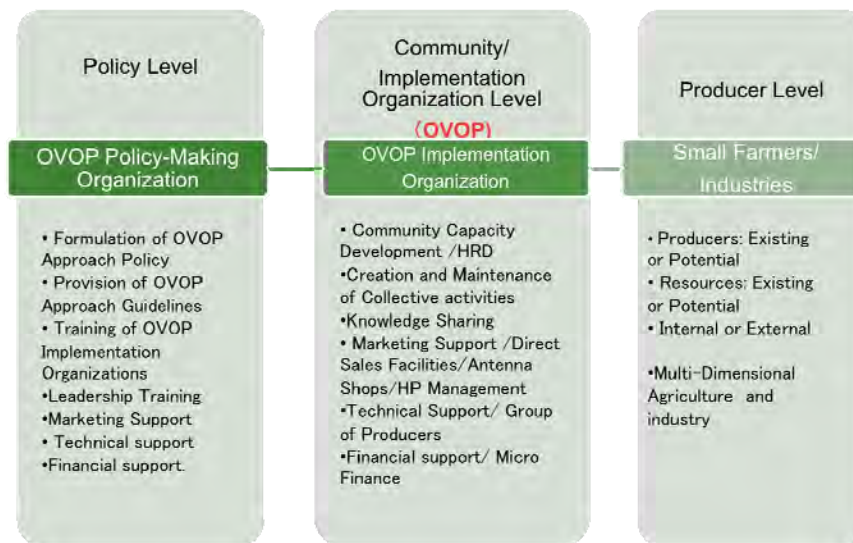 Policy Level
OVOP Policy-Making
Organization
• Formulation of OVOP
Approach Policy
• Provision of OVOP
Approach Guidelines
• Training of OVOP
Implementation
Organizations
•Leadership Training
•Marketing Support
• Technical support
•Financial support.
Community/
Implementation
Organization Level
(OVOP)
OVOP Implementation
Organization
• Community Capacity
Development /HRD
•Creation and Maintenance
of Collective activities
•Knowledge Sharing
• Marketing Support /Direct
Sales Facilities/Antenna
Shops/HP Management
•Technical Support/ Group
of Producers
•Financial support/ Micro
Finance
Producer Level
Small Farmers/
Industries
• Producers: Existing
or Potential
• Resources: Existing
or Potential
• Internal or External
•Multi-Dimensional
Agriculture and
industry